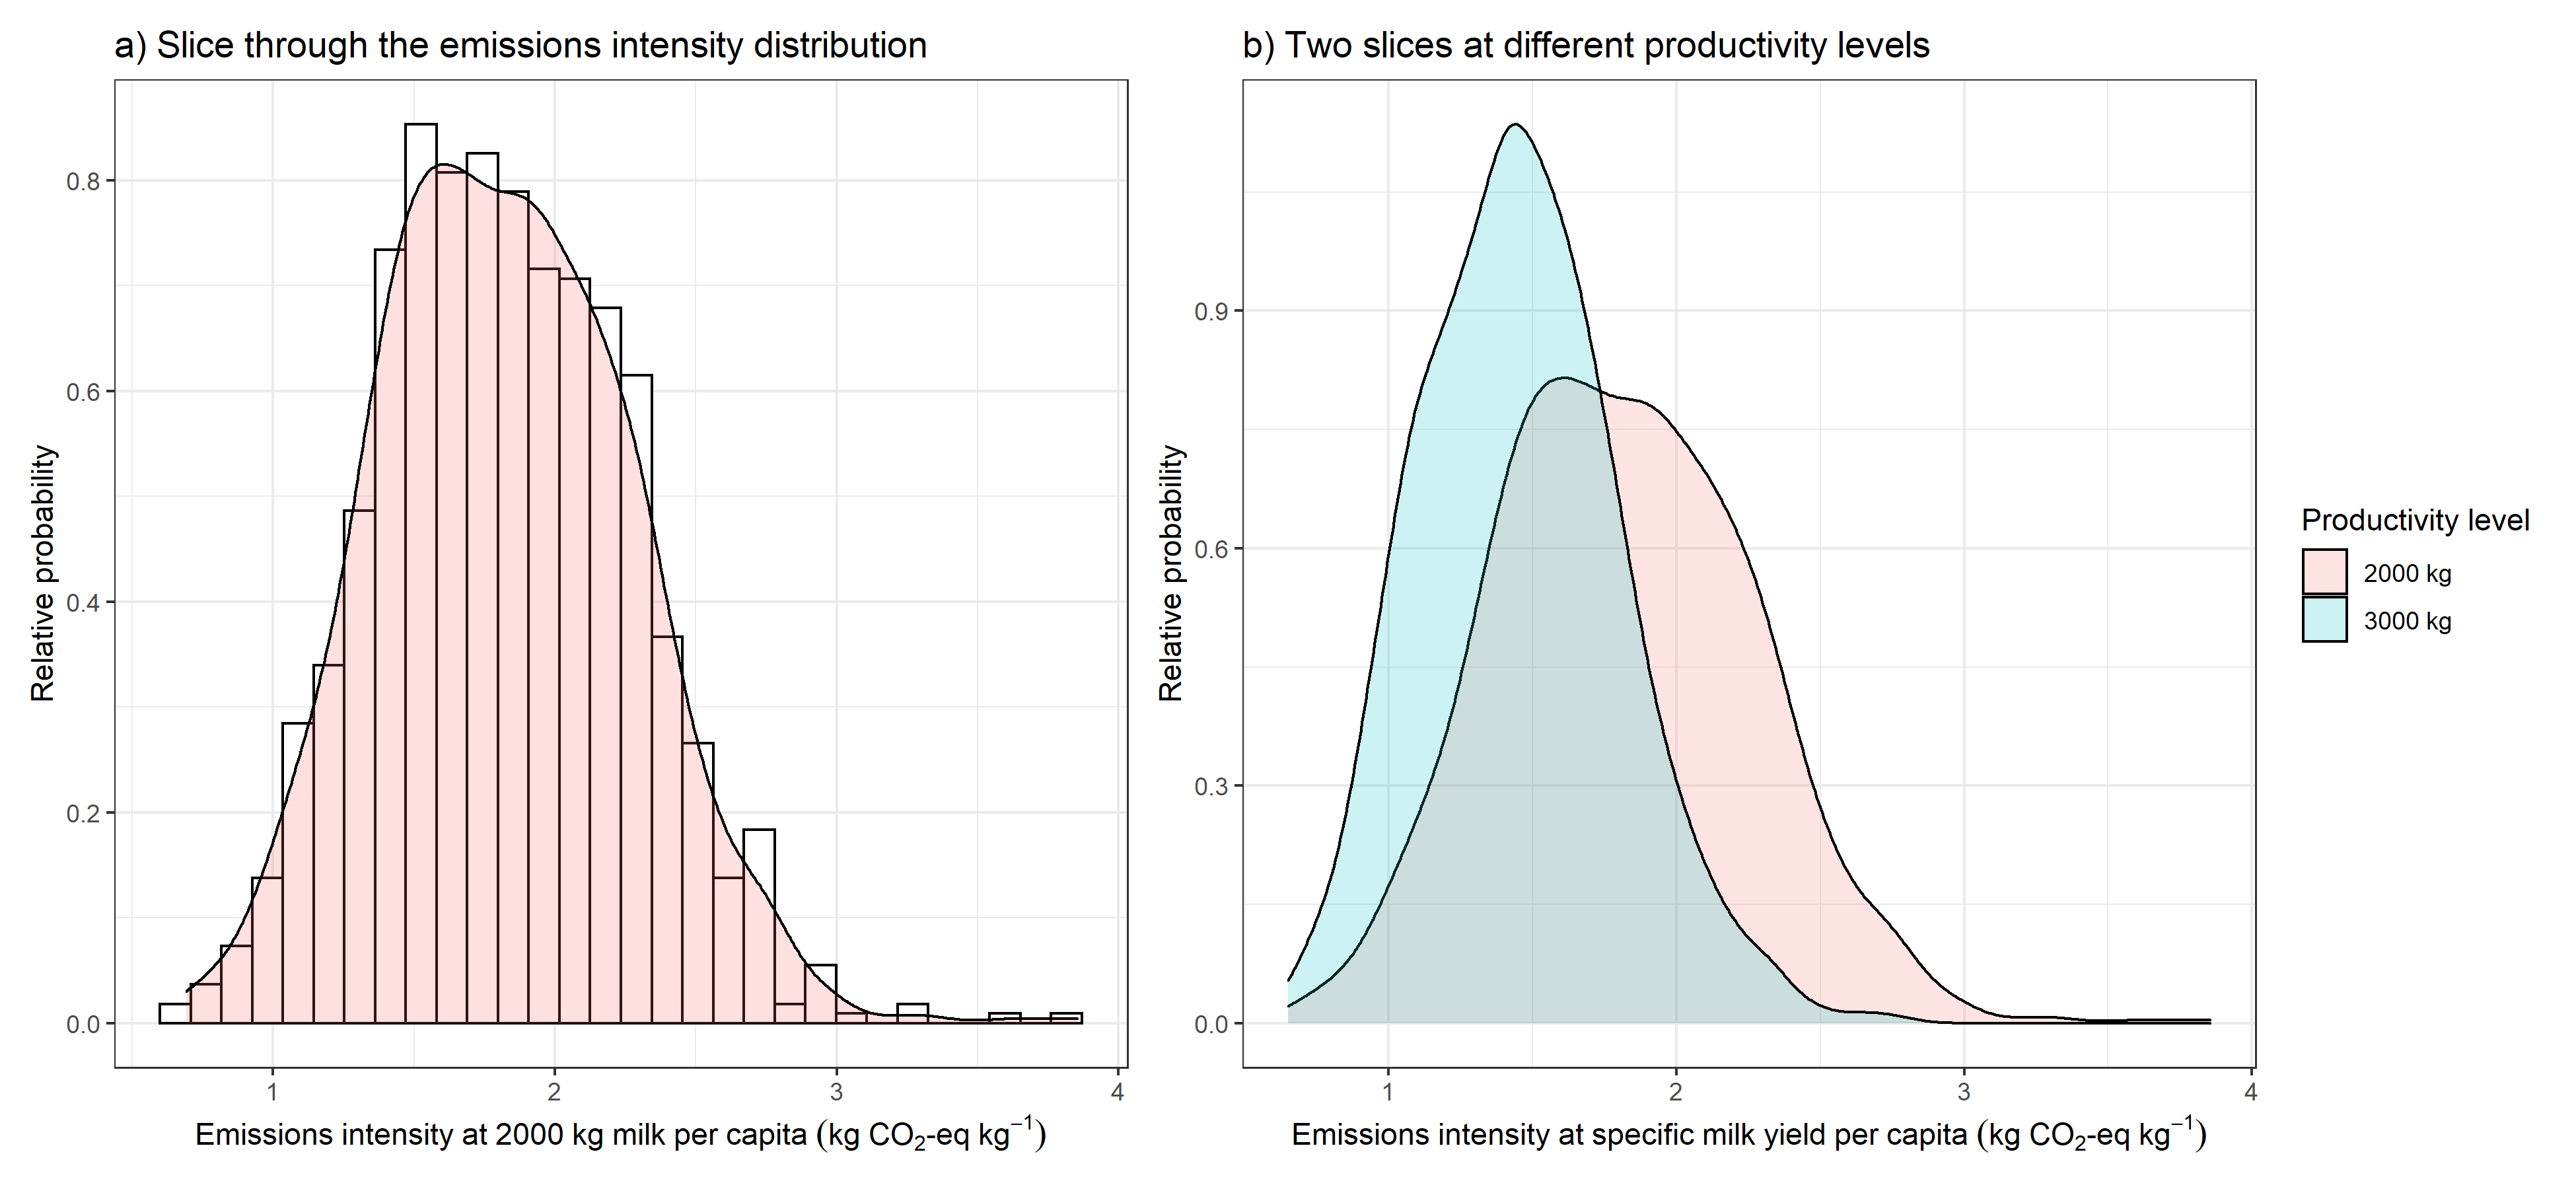 a) Slice through the emissions intensity distribution
Relative probability
0.8
0.6
0.4
0.2
0.0
1 2 3 4
Emissions intensity at 2000 kg milk per capita (kg CO₂-eq kg⁻¹)
b) Two slices at different productivity levels
Relative probability
0.9
0.6
0.3
0.0
1 2 3 4
Emissions intensity at specific milk yield per capita (kg CO₂-eq kg⁻¹)
Productivity level
2000 kg
3000 kg